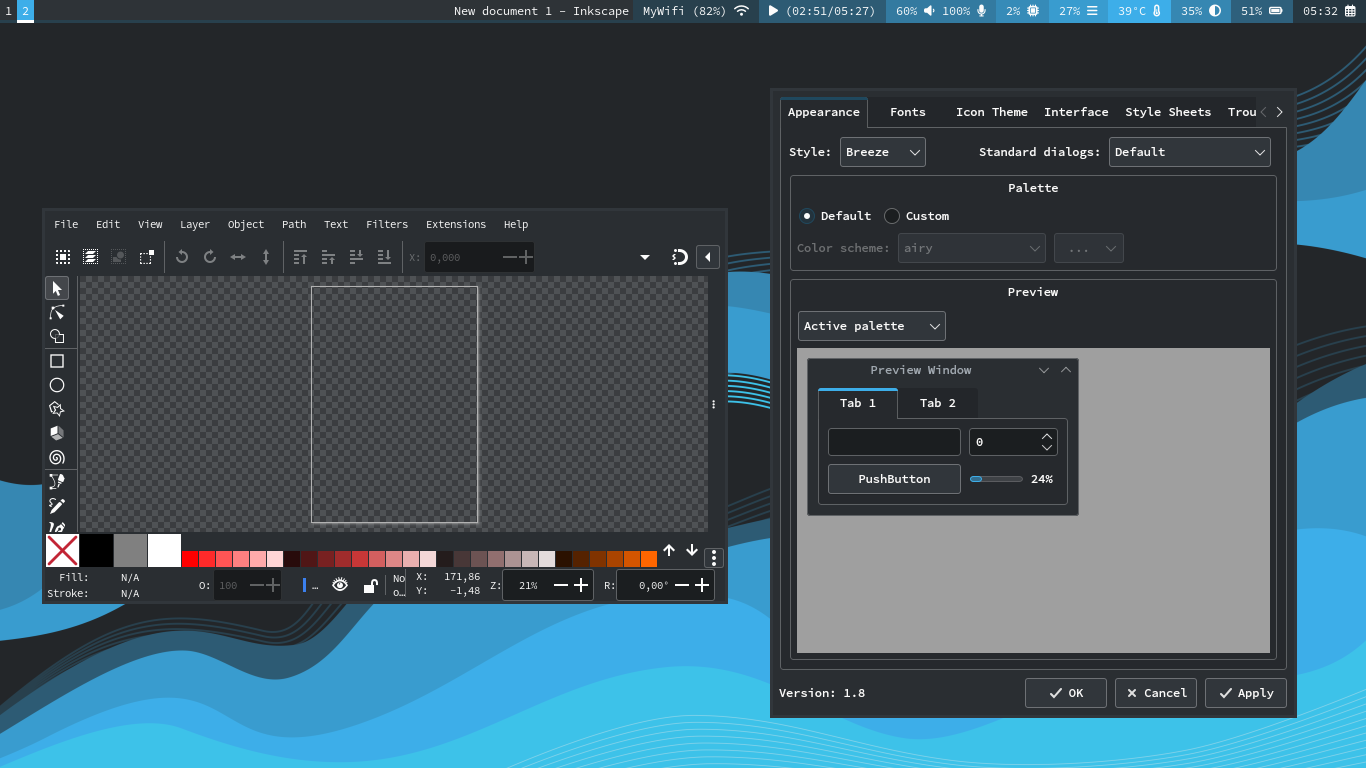 1 2 New document 1 - Inkscape MyWifi (82%) (02:51/05:27) 60% 100% 2% 27% 39°C 35% 51% 05:32
File Edit View Layer Object Path Text Filters Extensions Help
X: 0,000
Fill: N/A
Stroke: N/A
O: 100
...
No
o…
X: 171,86
Y: -1,48
Z: 21%
R: 0,00°
Appearance Fonts Icon Theme Interface Style Sheets Trou
Style: Breeze Standard dialogs: Default
Palette
Default Custom
Color scheme: airy ...
Preview
Active palette
Preview Window
Tab 1 Tab 2
0
PushButton 24%
Version: 1.8 OK Cancel Apply